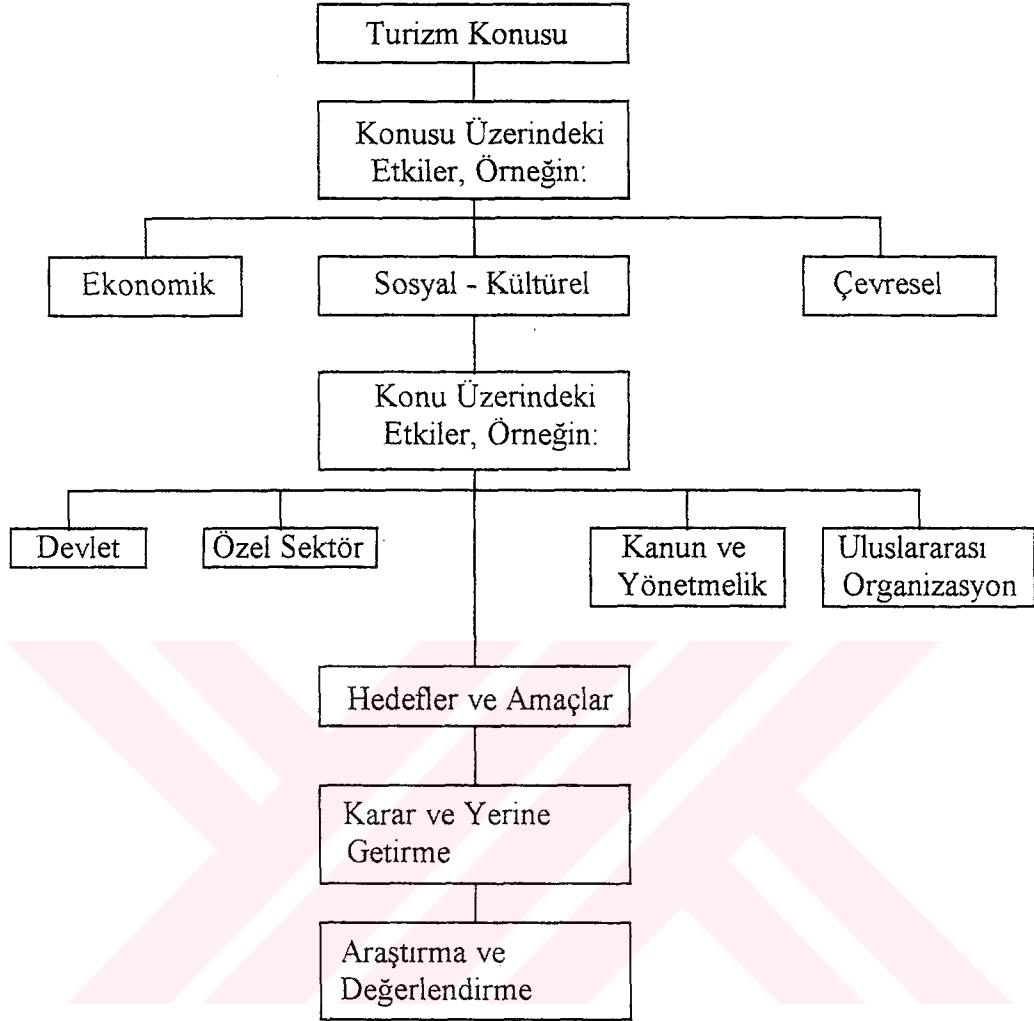 Turizm Konusu
Konusu Üzerindeki
Etkiler, Örneğin:
Ekonomik
Sosyal - Kültürel
Çevresel
Konu Üzerindeki
Etkiler, Örneğin:
Devlet
Özel Sektör
Kanun ve
Yönetmelik
Uluslararası
Organizasyon
Hedefler ve Amaçlar
Karar ve Yerine
Getirme
Araştırma ve
Değerlendirme